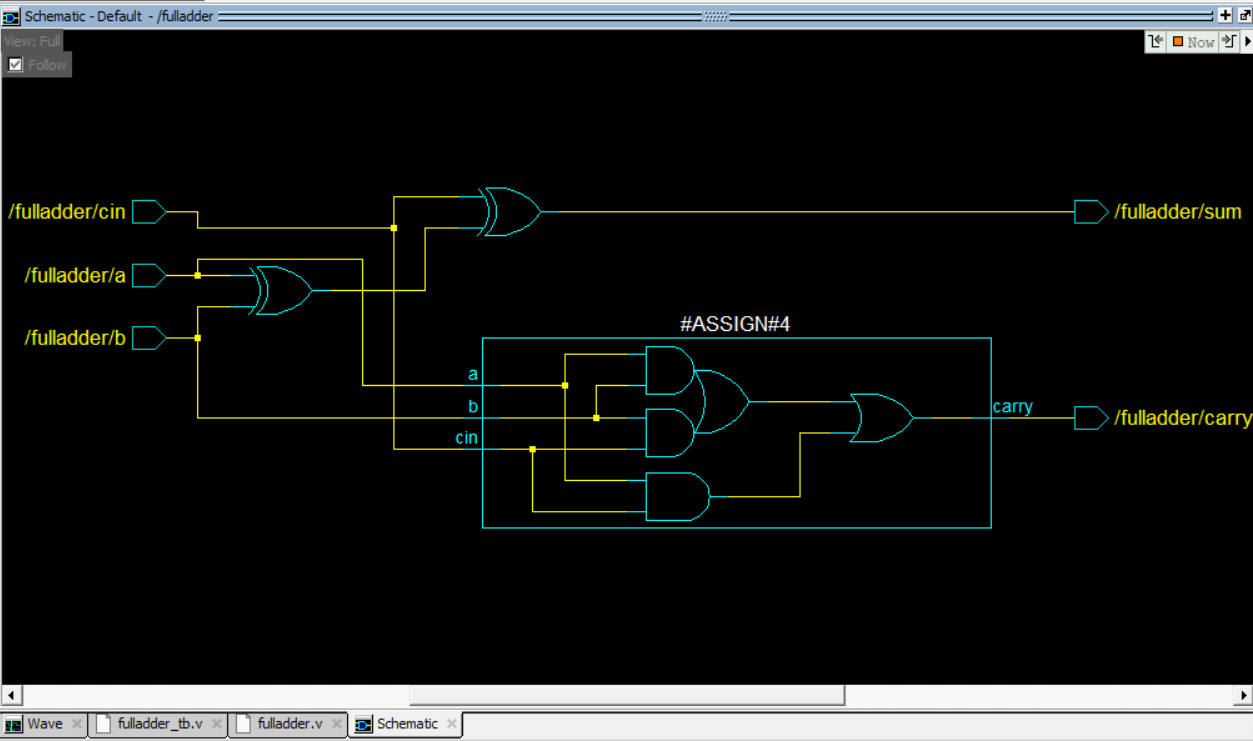 Schematic - Default - /fulladder
View: Full
Follow
Now
/fulladder/cin
/fulladder/sum
/fulladder/a
/fulladder/b
#ASSIGN#4
a
b
cin
carry
/fulladder/carry
Wave
fulladder_tb.v
fulladder.v
Schematic